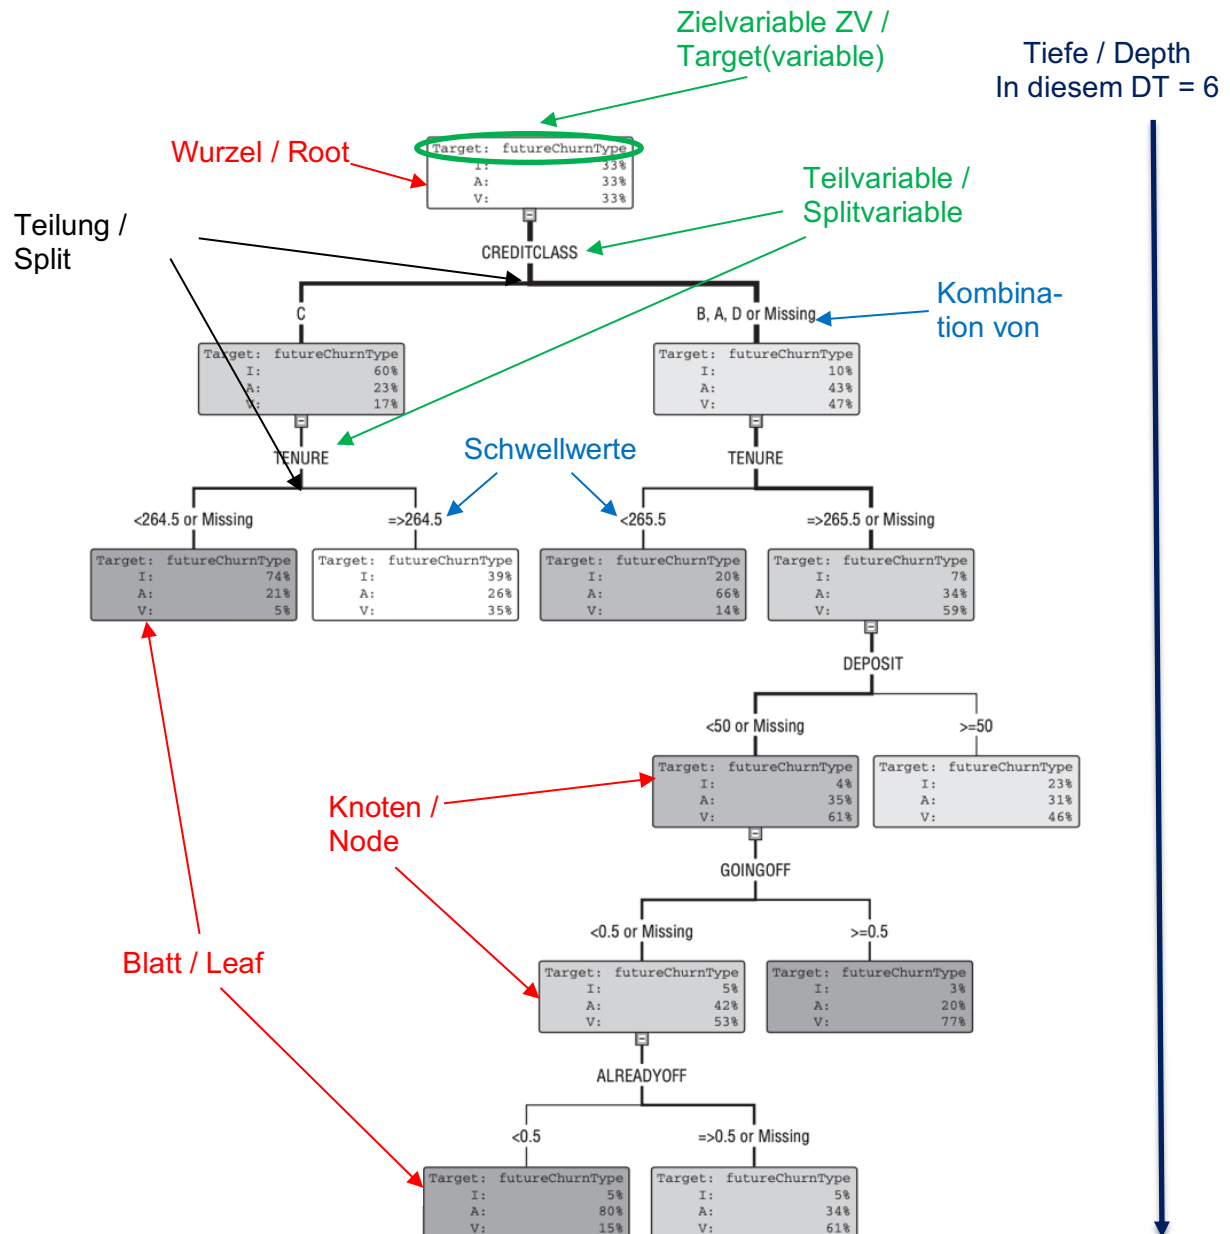 Zielvariable ZV /
Target(variable)
Tiefe / Depth
In diesem DT = 6
Wurzel / Root
Target: futureChurnType
I: 33%
A: 33%
V: 33%
Teilvariable /
Splitvariable
Teilung /
Split
CREDITCLASS
C
B, A, D or Missing
Kombina-
tion von
Target: futureChurnType
I: 60%
A: 23%
V: 17%
Target: futureChurnType
I: 10%
A: 43%
V: 47%
TENURE
Schwellwerte
TENURE
<264.5 or Missing
=>264.5
<265.5
=>265.5 or Missing
Target: futureChurnType
I: 74%
A: 21%
V: 5%
Target: futureChurnType
I: 39%
A: 26%
V: 35%
Target: futureChurnType
I: 20%
A: 66%
V: 14%
Target: futureChurnType
I: 7%
A: 34%
V: 59%
DEPOSIT
<50 or Missing
>=50
Target: futureChurnType
I: 4%
A: 35%
V: 61%
Target: futureChurnType
I: 23%
A: 31%
V: 46%
Knoten /
Node
GOINGOFF
<0.5 or Missing
>=0.5
Blatt / Leaf
Target: futureChurnType
I: 5%
A: 42%
V: 53%
Target: futureChurnType
I: 3%
A: 20%
V: 77%
ALREADYOFF
<0.5
=>0.5 or Missing
Target: futureChurnType
I: 5%
A: 80%
V: 15%
Target: futureChurnType
I: 5%
A: 34%
V: 61%